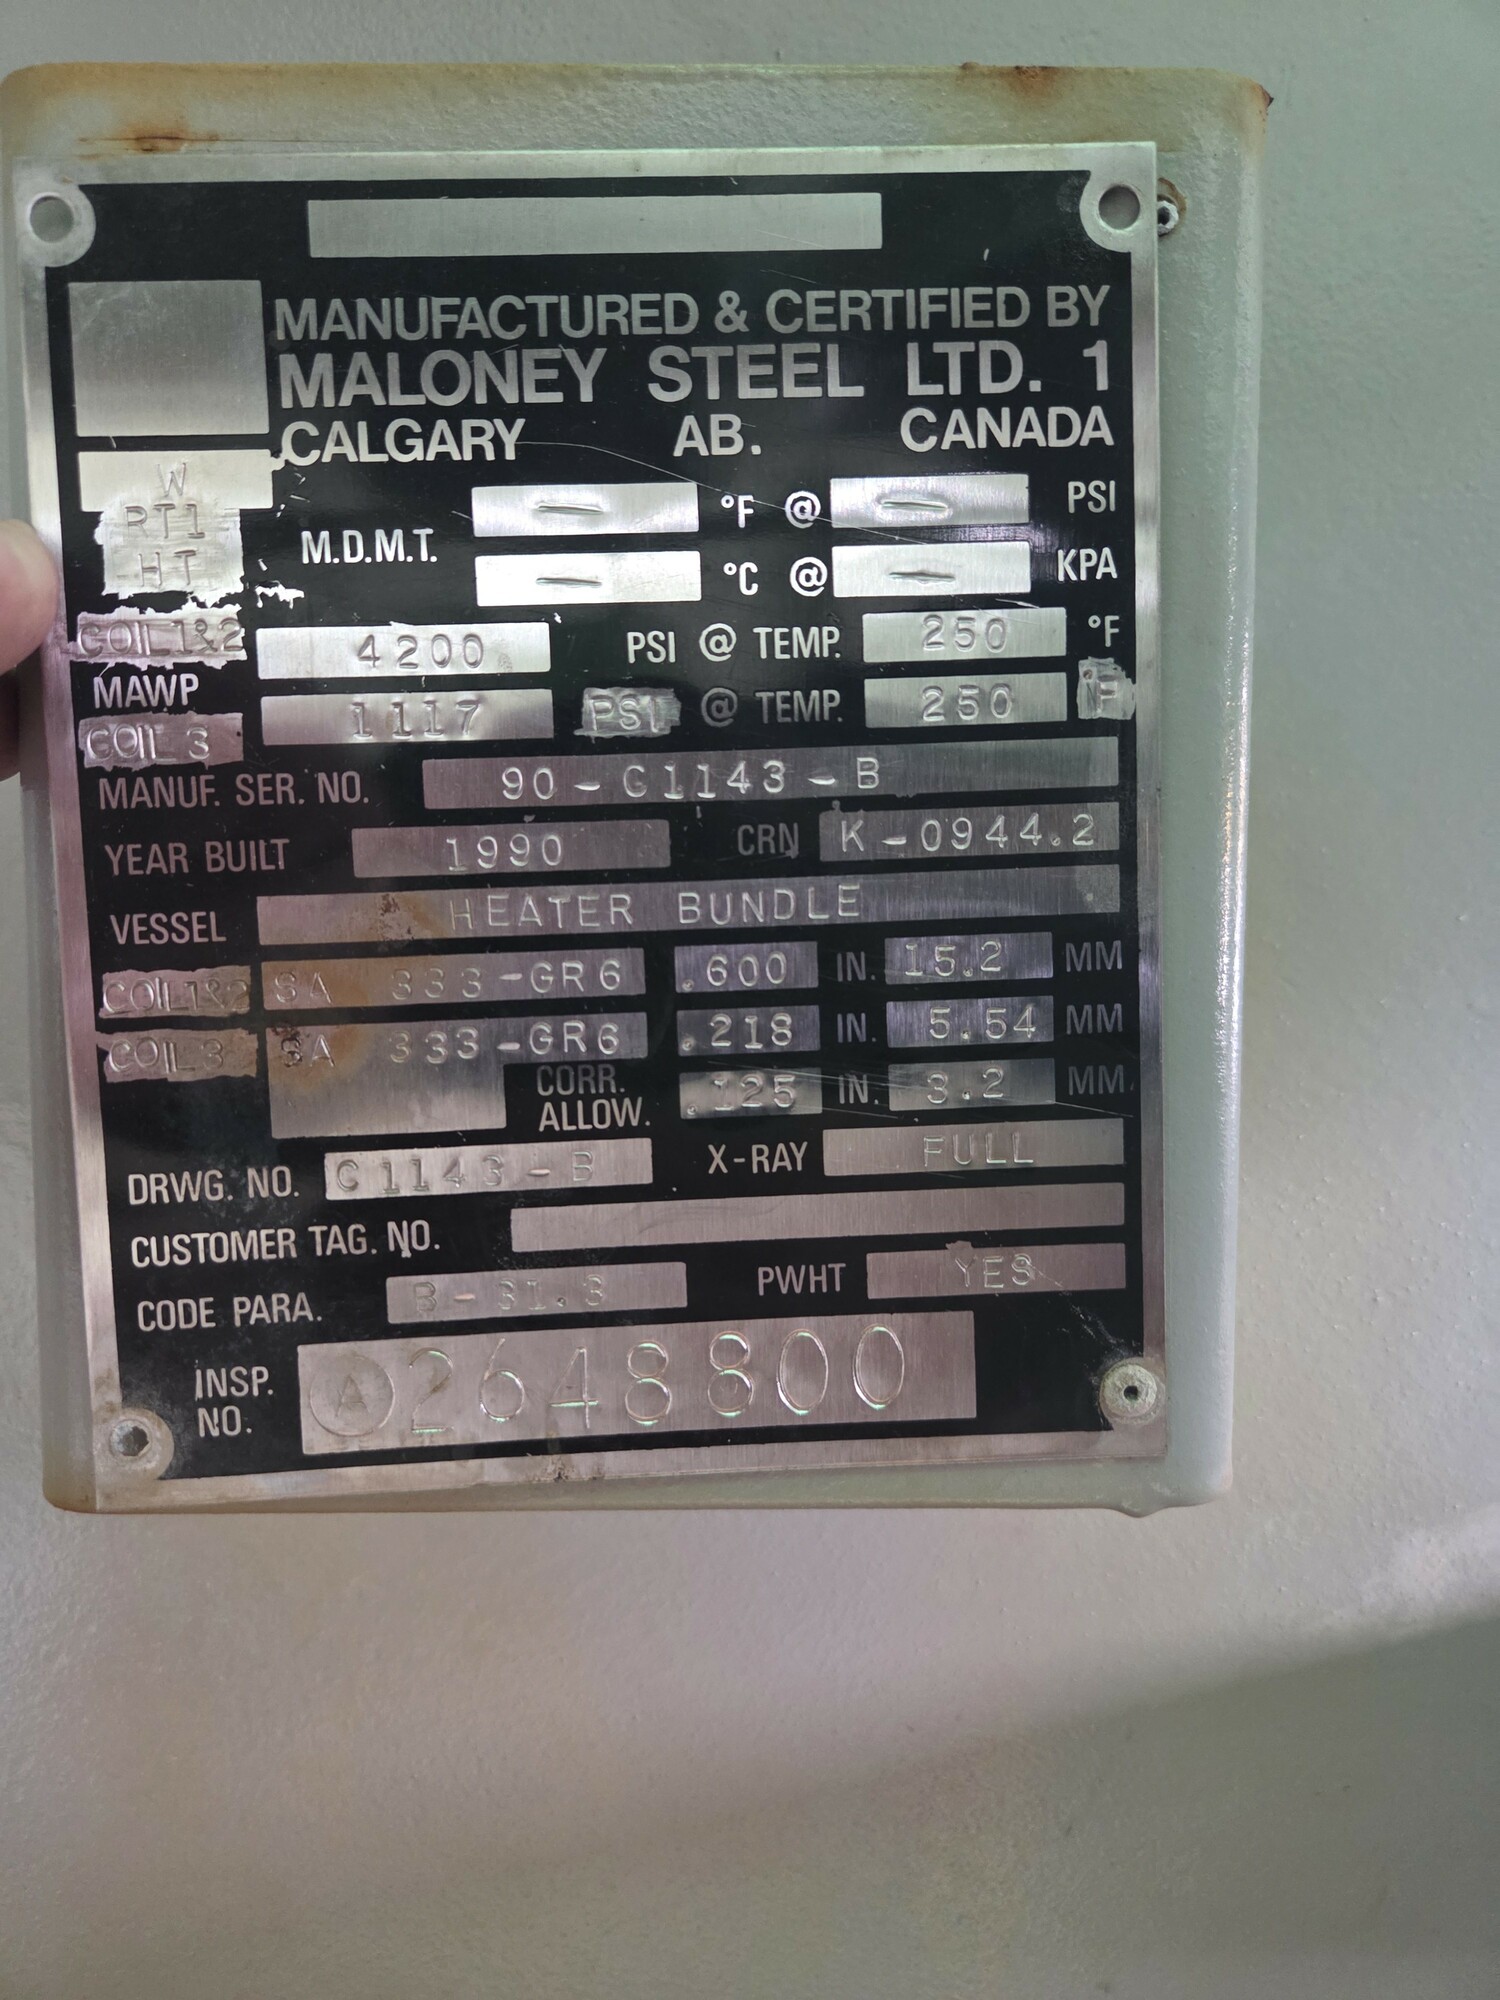 MANUFACTURED & CERTIFIED BY
MALONEY STEEL LTD. 1
CALGARY AB. CANADA
W
RT1
HT
M.D.M.T. — °F @ — PSI
— °C @ — KPA
COIL 1&2 4200 PSI @ TEMP. 250 °F
MAWP
COIL 3 1117 PSI @ TEMP. 250 °F
MANUF. SER. NO. 90-C1143-B
YEAR BUILT 1990 CRN K-0944.2
VESSEL HEATER BUNDLE
COIL 1&2 SA 333-GR6 .600 IN. 15.2 MM
COIL 3 SA 333-GR6 .218 IN. 5.54 MM
CORR. ALLOW. .125 IN. 3.2 MM
DRWG. NO. C1143-B X-RAY FULL
CUSTOMER TAG. NO.
CODE PARA. B-31.3 PWHT YES
INSP. NO. A 2648800